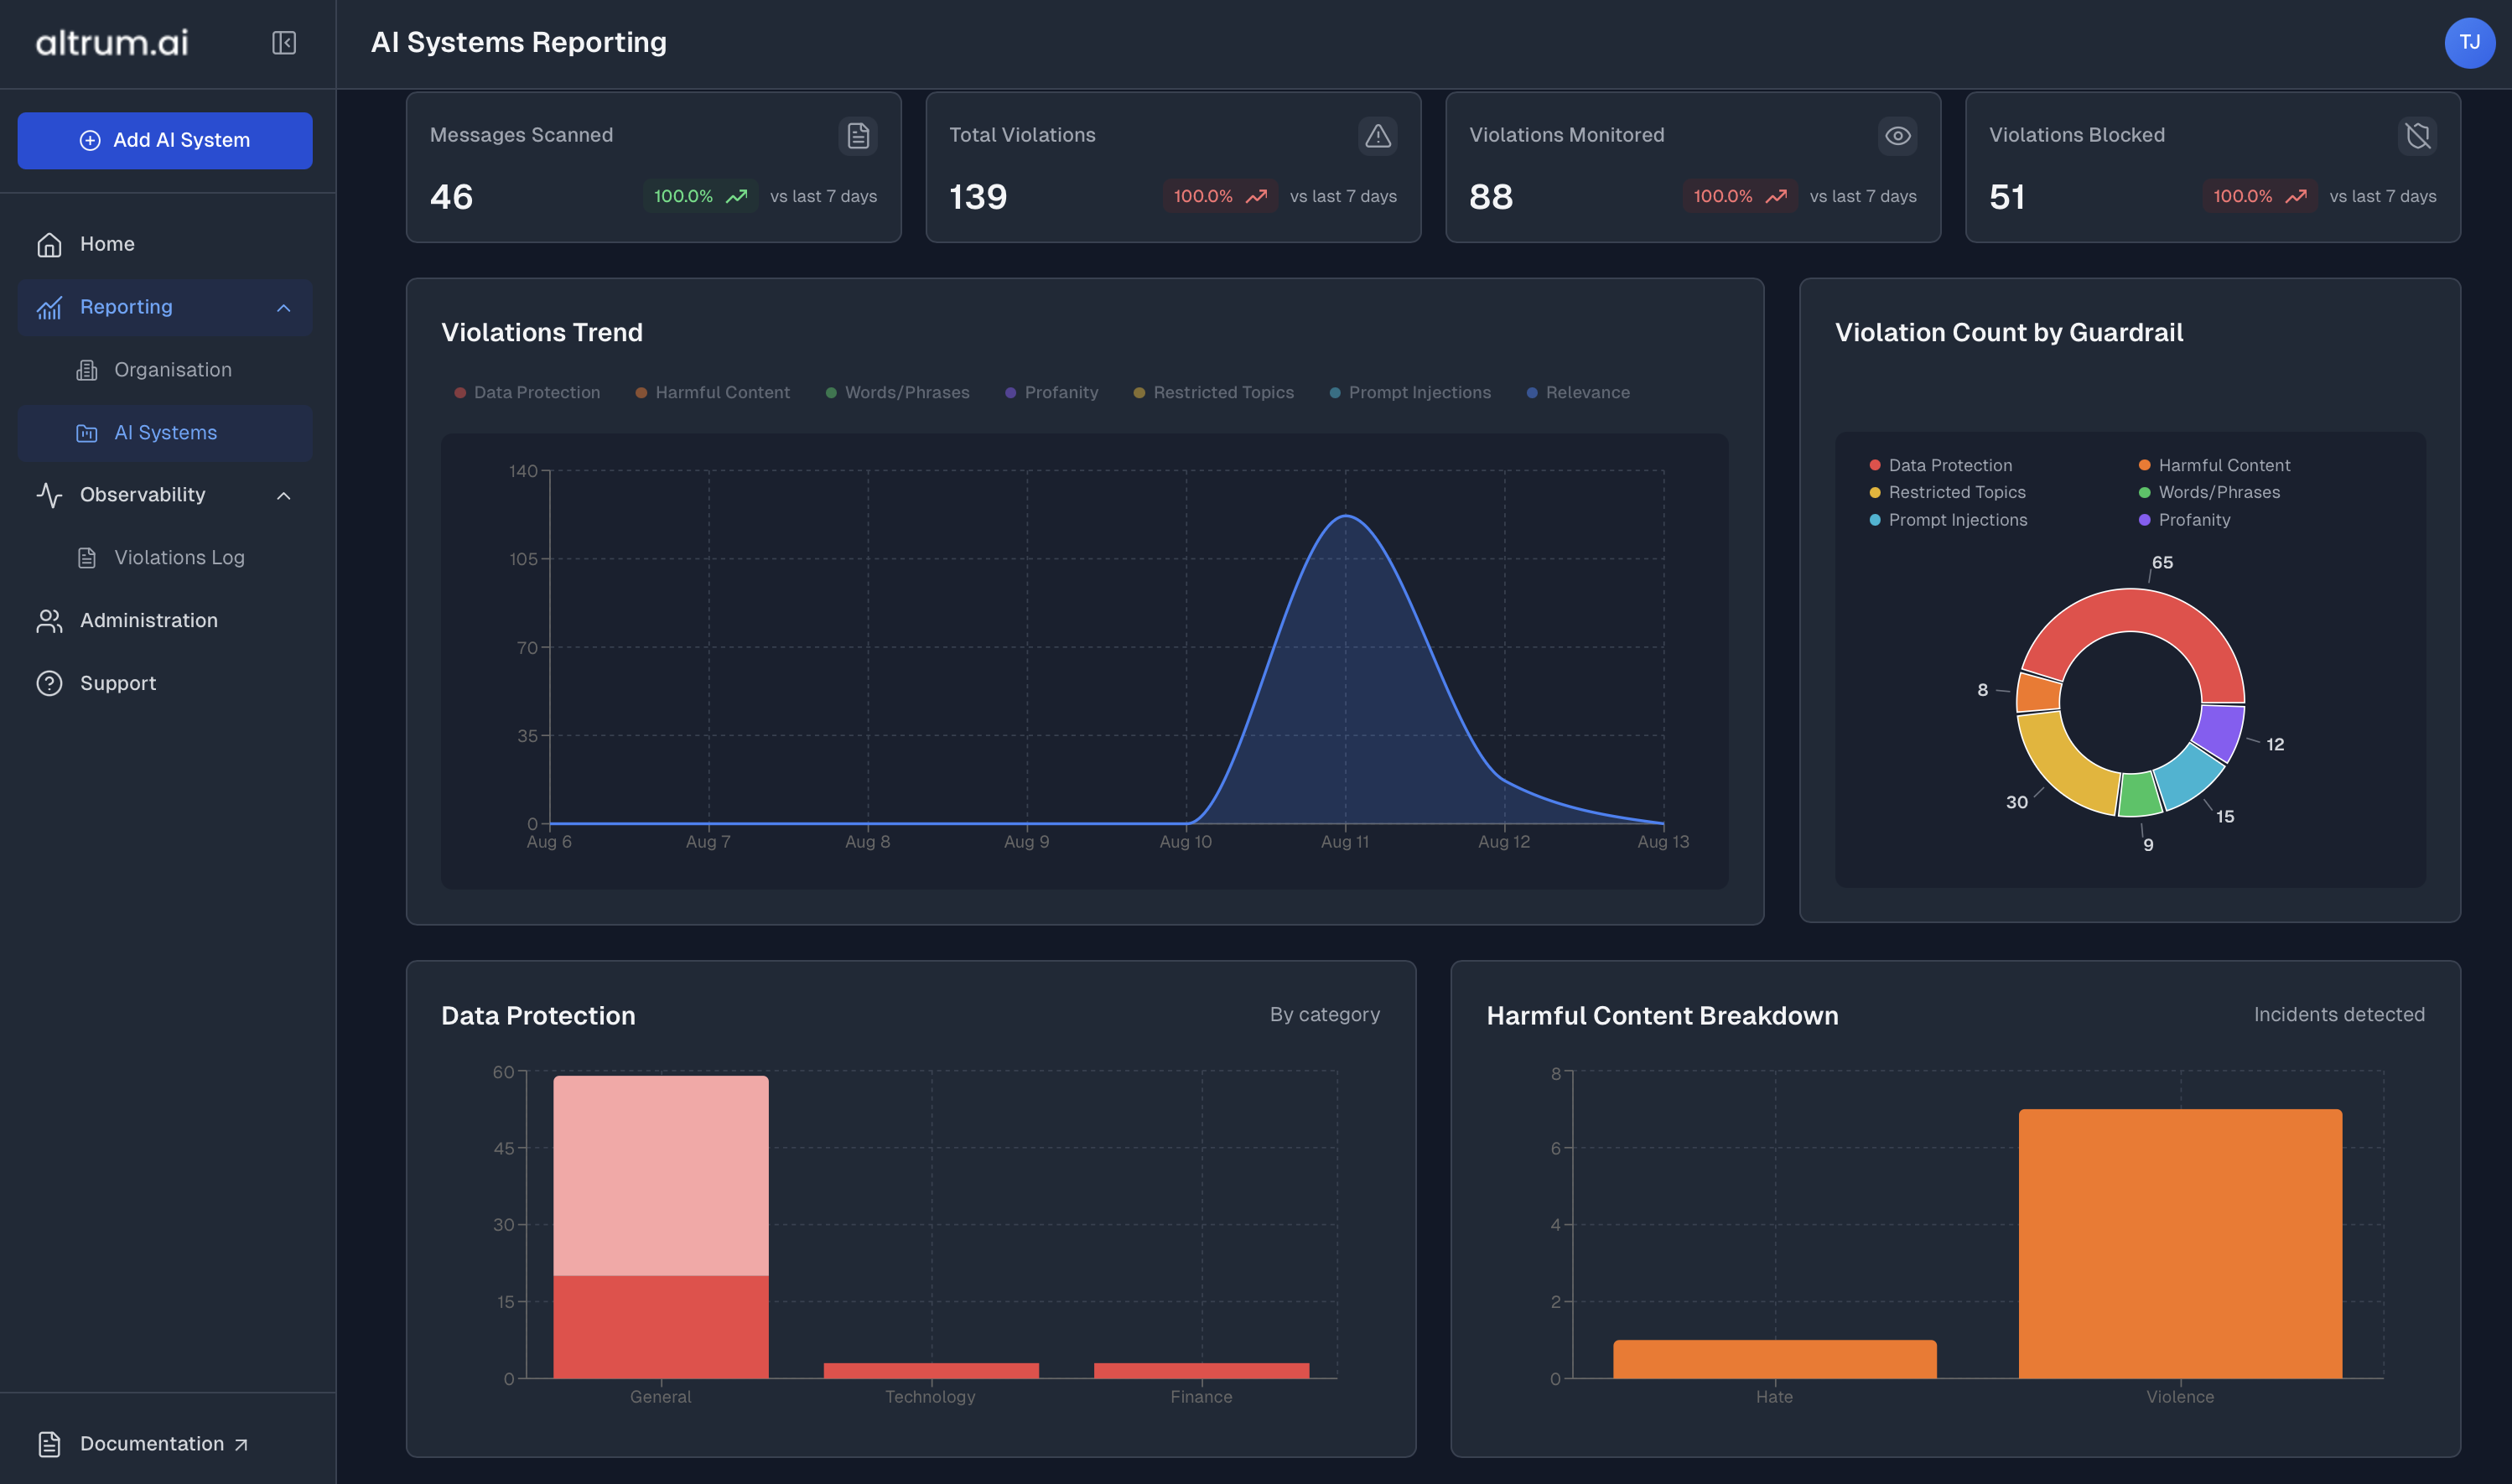 altrum.ai
AI Systems Reporting
TJ
Add AI System
Home
Reporting
Organisation
AI Systems
Observability
Violations Log
Administration
Support
Documentation
Messages Scanned
46
100.0%
vs last 7 days
Total Violations
139
100.0%
vs last 7 days
Violations Monitored
88
100.0%
vs last 7 days
Violations Blocked
51
100.0%
vs last 7 days
Violations Trend
Data Protection Harmful Content Words/Phrases Profanity Restricted Topics Prompt Injections Relevance
140
105
70
35
0
Aug 6 Aug 7 Aug 8 Aug 9 Aug 10 Aug 11 Aug 12 Aug 13
Violation Count by Guardrail
Data Protection Harmful Content
Restricted Topics Words/Phrases
Prompt Injections Profanity
65
8
12
30
15
9
Data Protection
By category
60
45
30
15
0
General Technology Finance
Harmful Content Breakdown
Incidents detected
8
6
4
2
0
Hate Violence